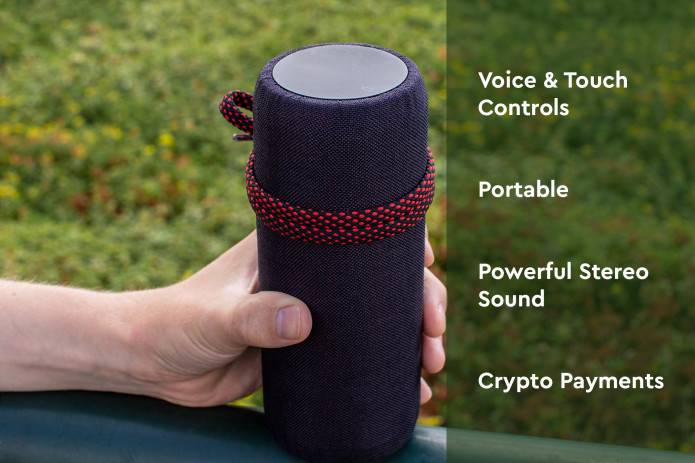 Voice & Touch
Controls
Portable
Powerful Stereo
Sound
Crypto Payments